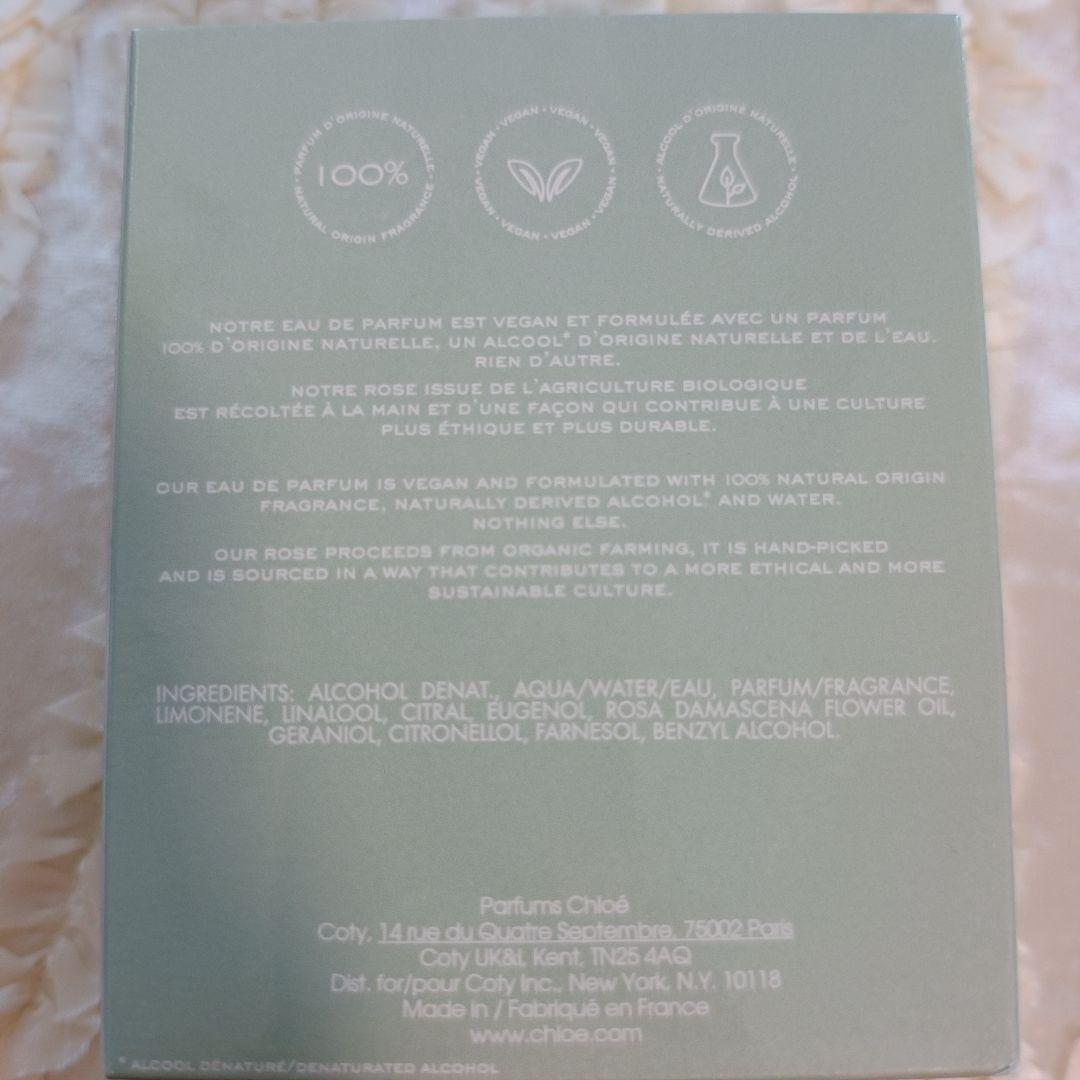 PARFUM D'ORIGINE NATURELLE • NATURAL ORIGIN FRAGRANCE •
100%
VEGAN • VEGAN • VEGAN • VEGAN • VEGAN • VEGAN • VEGAN • VEGAN •
ALCOOL D'ORIGINE NATURELLE • NATURALLY DERIVED ALCOHOL •
NOTRE EAU DE PARFUM EST VEGAN ET FORMULÉE AVEC UN PARFUM
100% D'ORIGINE NATURELLE, UN ALCOOL* D'ORIGINE NATURELLE ET DE L'EAU.
RIEN D'AUTRE.
NOTRE ROSE ISSUE DE L'AGRICULTURE BIOLOGIQUE
EST RÉCOLTÉE À LA MAIN ET D'UNE FAÇON QUI CONTRIBUE À UNE CULTURE
PLUS ÉTHIQUE ET PLUS DURABLE.
OUR EAU DE PARFUM IS VEGAN AND FORMULATED WITH 100% NATURAL ORIGIN
FRAGRANCE, NATURALLY DERIVED ALCOHOL* AND WATER.
NOTHING ELSE.
OUR ROSE PROCEEDS FROM ORGANIC FARMING, IT IS HAND-PICKED
AND IS SOURCED IN A WAY THAT CONTRIBUTES TO A MORE ETHICAL AND MORE
SUSTAINABLE CULTURE.
INGREDIENTS: ALCOHOL DENAT., AQUA/WATER/EAU, PARFUM/FRAGRANCE,
LIMONENE, LINALOOL, CITRAL, EUGENOL, ROSA DAMASCENA FLOWER OIL,
GERANIOL, CITRONELLOL, FARNESOL, BENZYL ALCOHOL.
Parfums Chloé
Coty, 14 rue du Quatre Septembre, 75002 Paris
Coty UK&I, Kent, TN25 4AQ
Dist. for/pour Coty Inc., New York, N.Y. 10118
Made in / Fabriqué en France
www.chloe.com
* ALCOOL DÉNATURÉ/DENATURATED ALCOHOL